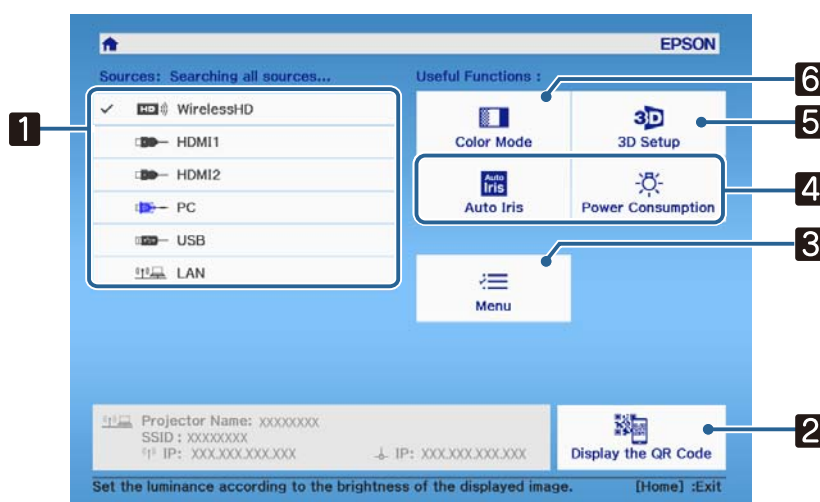 EPSON
Sources: Searching all sources...
Useful Functions :
WirelessHD
HDMI1
HDMI2
PC
USB
LAN
Color Mode
3D
3D Setup
Auto
Iris
Auto Iris
Power Consumption
Menu
Projector Name: XXXXXXXX
SSID : XXXXXXXX
IP: XXX.XXX.XXX.XXX
IP: XXX.XXX.XXX.XXX
Display the QR Code
Set the luminance according to the brightness of the displayed image.
[Home] :Exit
1
6
5
4
3
2